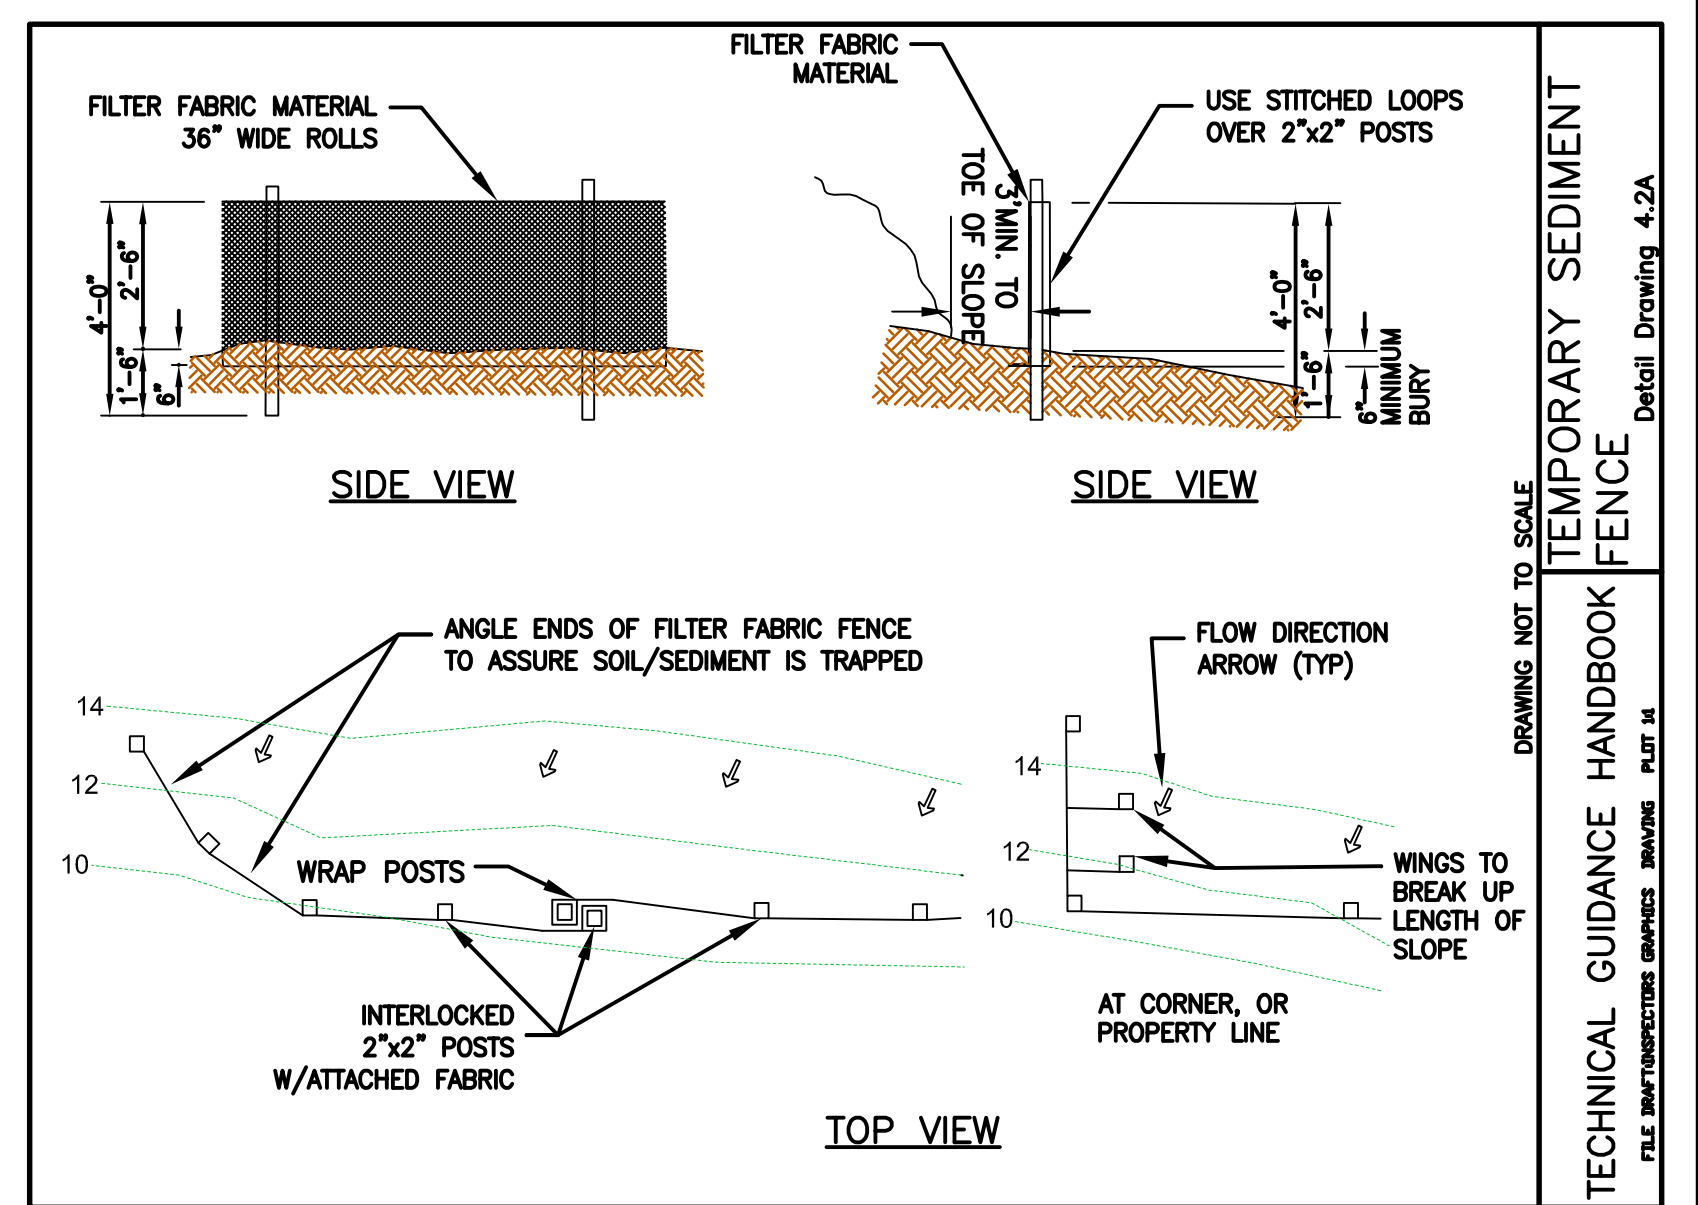 FILTER FABRIC MATERIAL
36" WIDE ROLLS
4'-0"
2'-6"
1'-6"
6"
SIDE VIEW
FILTER FABRIC
MATERIAL
USE STITCHED LOOPS
OVER 2"x2" POSTS
3'MIN. TO
TOE OF SLOPE
4'-0"
2'-6"
1'-6"
6"
MINIMUM
BURY
SIDE VIEW
ANGLE ENDS OF FILTER FABRIC FENCE
TO ASSURE SOIL/SEDIMENT IS TRAPPED
14
12
10
WRAP POSTS
INTERLOCKED
2"x2" POSTS
W/ATTACHED FABRIC
FLOW DIRECTION
ARROW (TYP)
14
12
10
WINGS TO
BREAK UP
LENGTH OF
SLOPE
AT CORNER, OR
PROPERTY LINE
TOP VIEW
DRAWING NOT TO SCALE
TEMPORARY SEDIMENT
FENCE
Detail Drawing 4.2A
TECHNICAL GUIDANCE HANDBOOK
FILE DRAFT\INSPECTORS GRAPHICS DRAWING PLOT 1:1